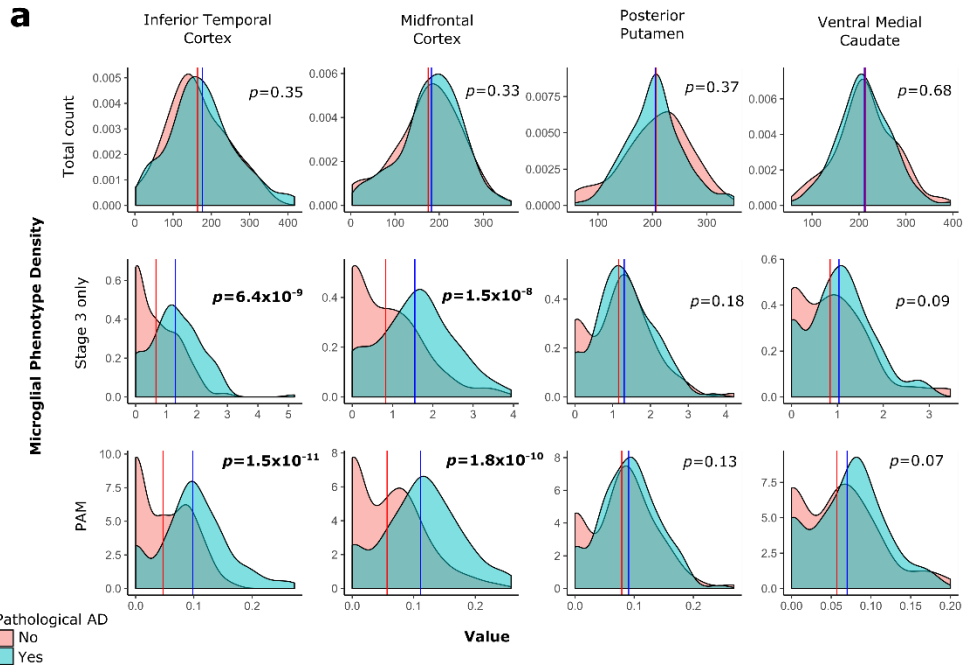 a
Inferior Temporal
Cortex
Midfrontal
Cortex
Posterior
Putamen
Ventral Medial
Caudate
Microglial Phenotype Density
Total count
0.005
0.004
0.003
0.002
0.001
0.000
p=0.35
0 100 200 300 400
0.006
0.004
0.002
0.000
p=0.33
0 100 200 300
0.0075
0.0050
0.0025
0.0000
p=0.37
100 200 300
0.006
0.004
0.002
0.000
p=0.68
100 200 300 400
Stage 3 only
0.6
0.4
0.2
0.0
p=6.4x10⁻⁹
0 1 2 3 4 5
0.4
0.2
0.0
p=1.5x10⁻⁸
0 1 2 3 4
0.4
0.2
0.0
p=0.18
0 1 2 3 4
0.6
0.4
0.2
0.0
p=0.09
0 1 2 3
PAM
10.0
7.5
5.0
2.5
0.0
p=1.5x10⁻¹¹
0.0 0.1 0.2
8
6
4
2
0
p=1.8x10⁻¹⁰
0.0 0.1 0.2
8
6
4
2
0
p=0.13
0.0 0.1 0.2
7.5
5.0
2.5
0.0
p=0.07
0.00 0.05 0.10 0.15 0.20
Value
Pathological AD
No
Yes